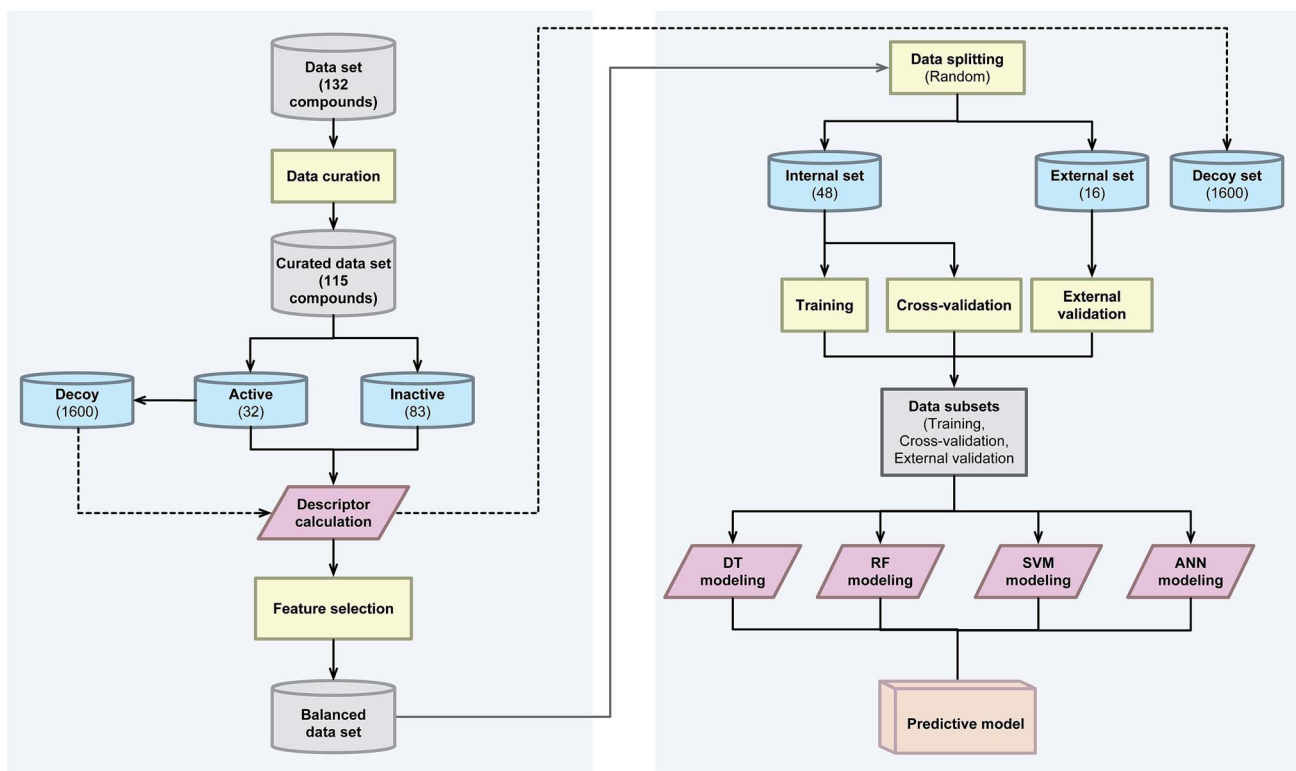 Data set
(132
compounds)
Data curation
Curated data set
(115
compounds)
Decoy
(1600)
Active
(32)
Inactive
(83)
Descriptor
calculation
Feature selection
Balanced
data set
Data splitting
(Random)
Internal set
(48)
External set
(16)
Decoy set
(1600)
Training
Cross-validation
External
validation
Data subsets
(Training,
Cross-validation,
External validation
DT
modeling
RF
modeling
SVM
modeling
ANN
modeling
Predictive model